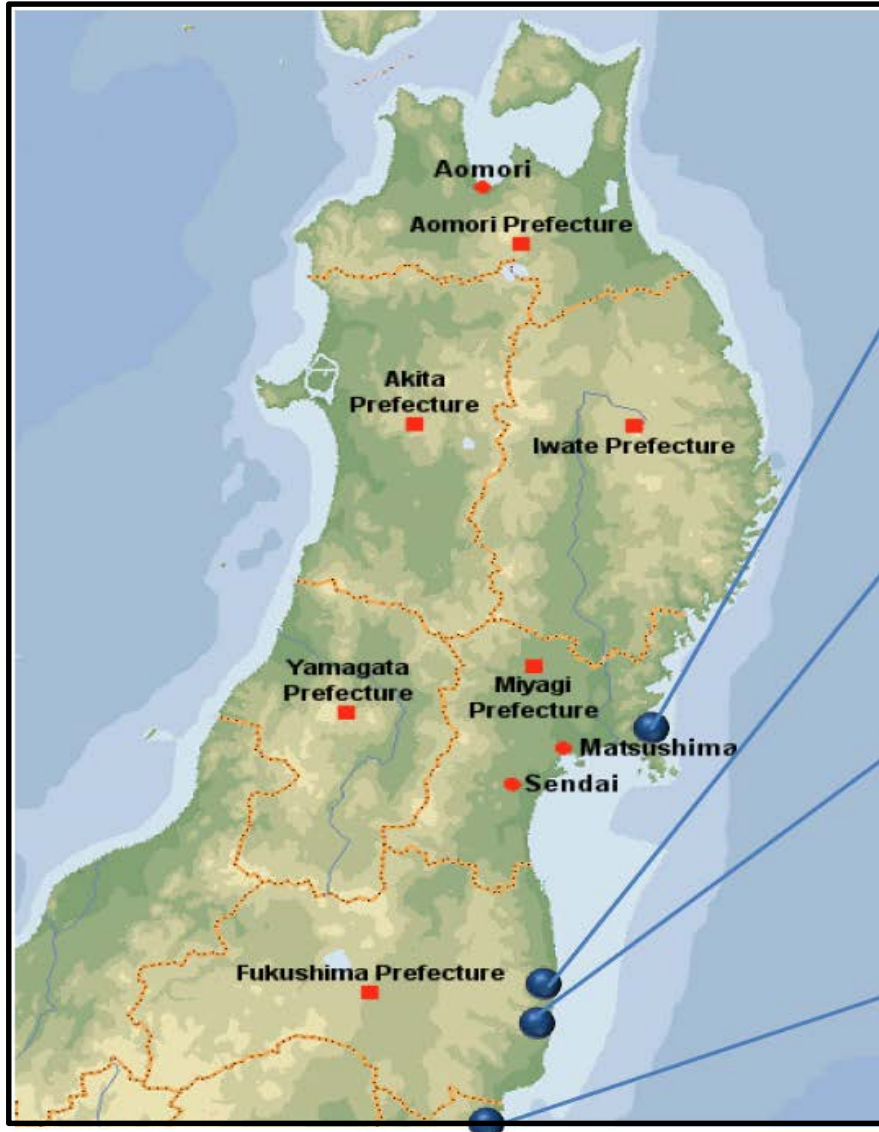 Aomori
Aomori Prefecture
Akita
Prefecture
Iwate Prefecture
Yamagata
Prefecture
Miyagi
Prefecture
Matsushima
Sendai
Fukushima Prefecture